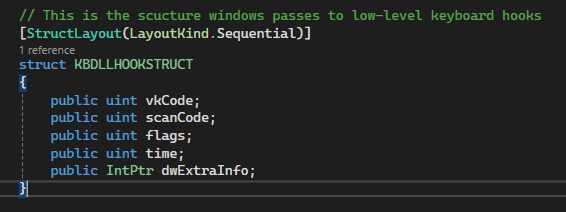 // This is the scucture windows passes to low-level keyboard hooks
[StructLayout(LayoutKind.Sequential)]
1 reference
struct KBDLLHOOKSTRUCT
{
    public uint vkCode;
    public uint scanCode;
    public uint flags;
    public uint time;
    public IntPtr dwExtraInfo;
}